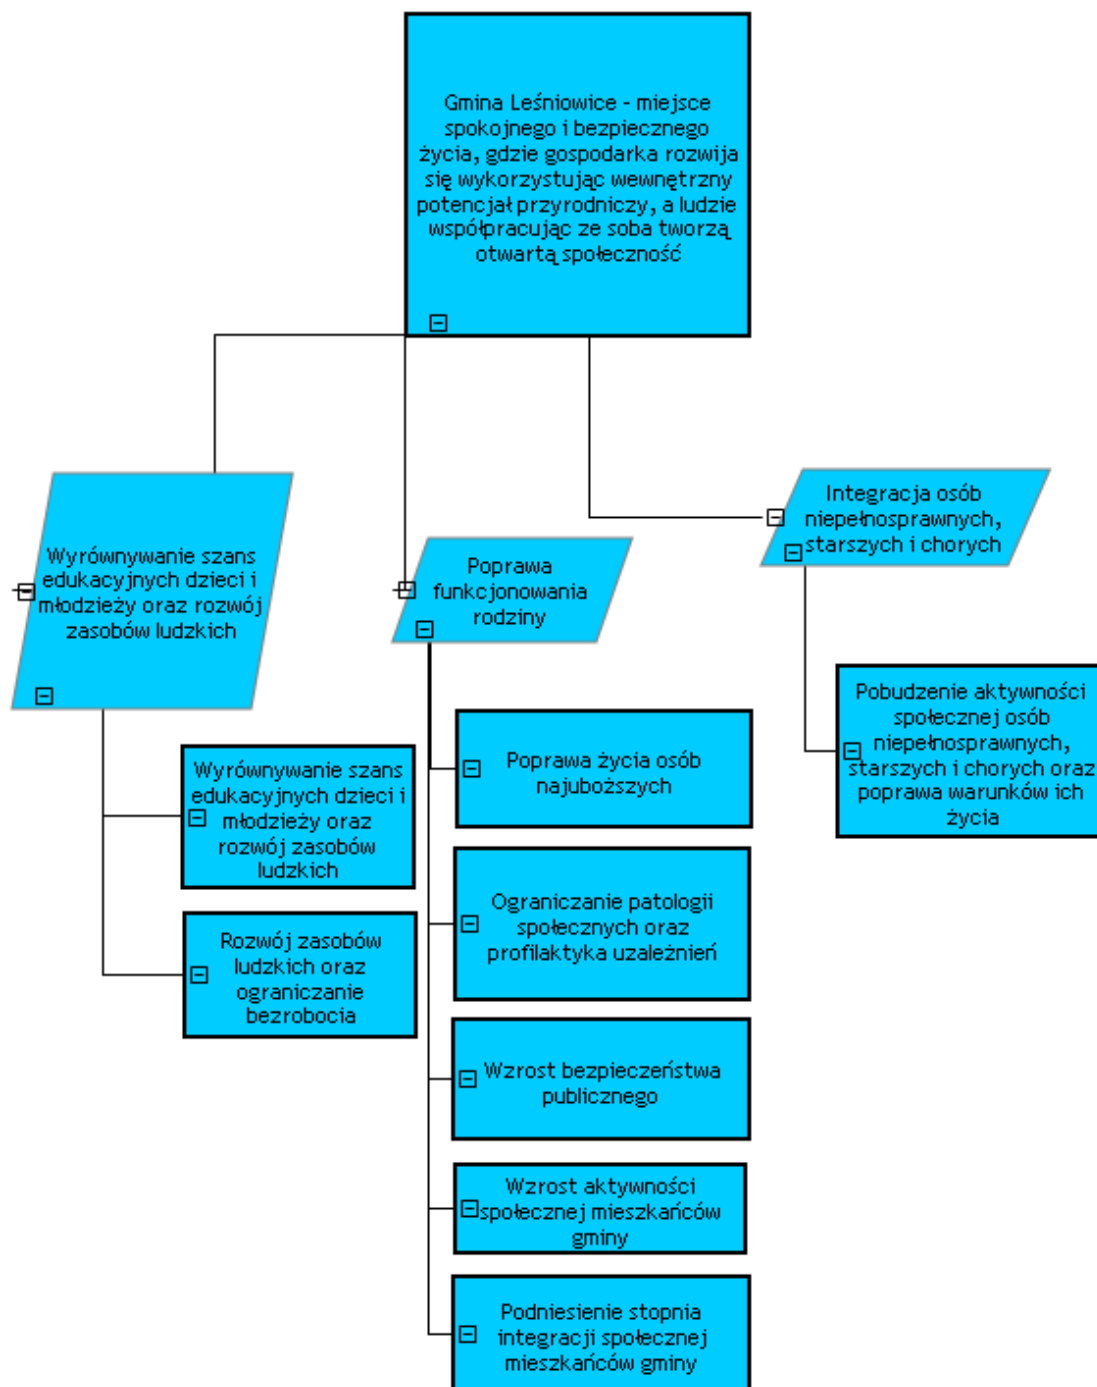 Gmina Leśniowice - miejsce
spokojnego i bezpiecznego
życia, gdzie gospodarka rozwija
się wykorzystując wewnętrzny
potencjał przyrodniczy, a ludzie
współpracując ze soba tworzą
otwartą społeczność
Wyrównywanie szans
edukacyjnych dzieci i
młodzieży oraz rozwój
zasobów ludzkich
Wyrównywanie szans
edukacyjnych dzieci i
młodzieży oraz
rozwój zasobów
ludzkich
Rozwój zasobów
ludzkich oraz
ograniczanie
bezrobocia
Poprawa
funkcjonowania
rodziny
Poprawa życia osób
najuboższych
Ograniczanie patologii
społecznych oraz
profilaktyka uzależnień
Wzrost bezpieczeństwa
publicznego
Wzrost aktywności
społecznej mieszkańców
gminy
Podniesienie stopnia
integracji społecznej
mieszkańców gminy
Integracja osób
niepełnosprawnych,
starszych i chorych
Pobudzenie aktywności
społecznej osób
niepełnosprawnych,
starszych i chorych oraz
poprawa warunków ich
życia